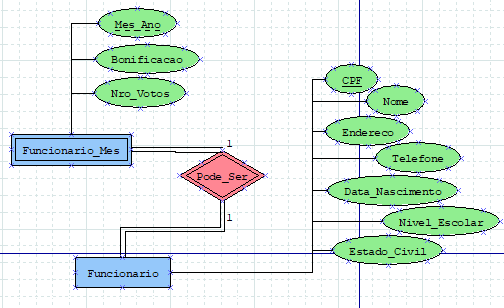 Mes_Ano
Bonificacao
Nro_Votos
CPF
Nome
Endereco
Funcionario_Mes
1
Telefone
Pode_Ser
Data_Nascimento
1
Nivel_Escolar
Estado_Civil
Funcionario